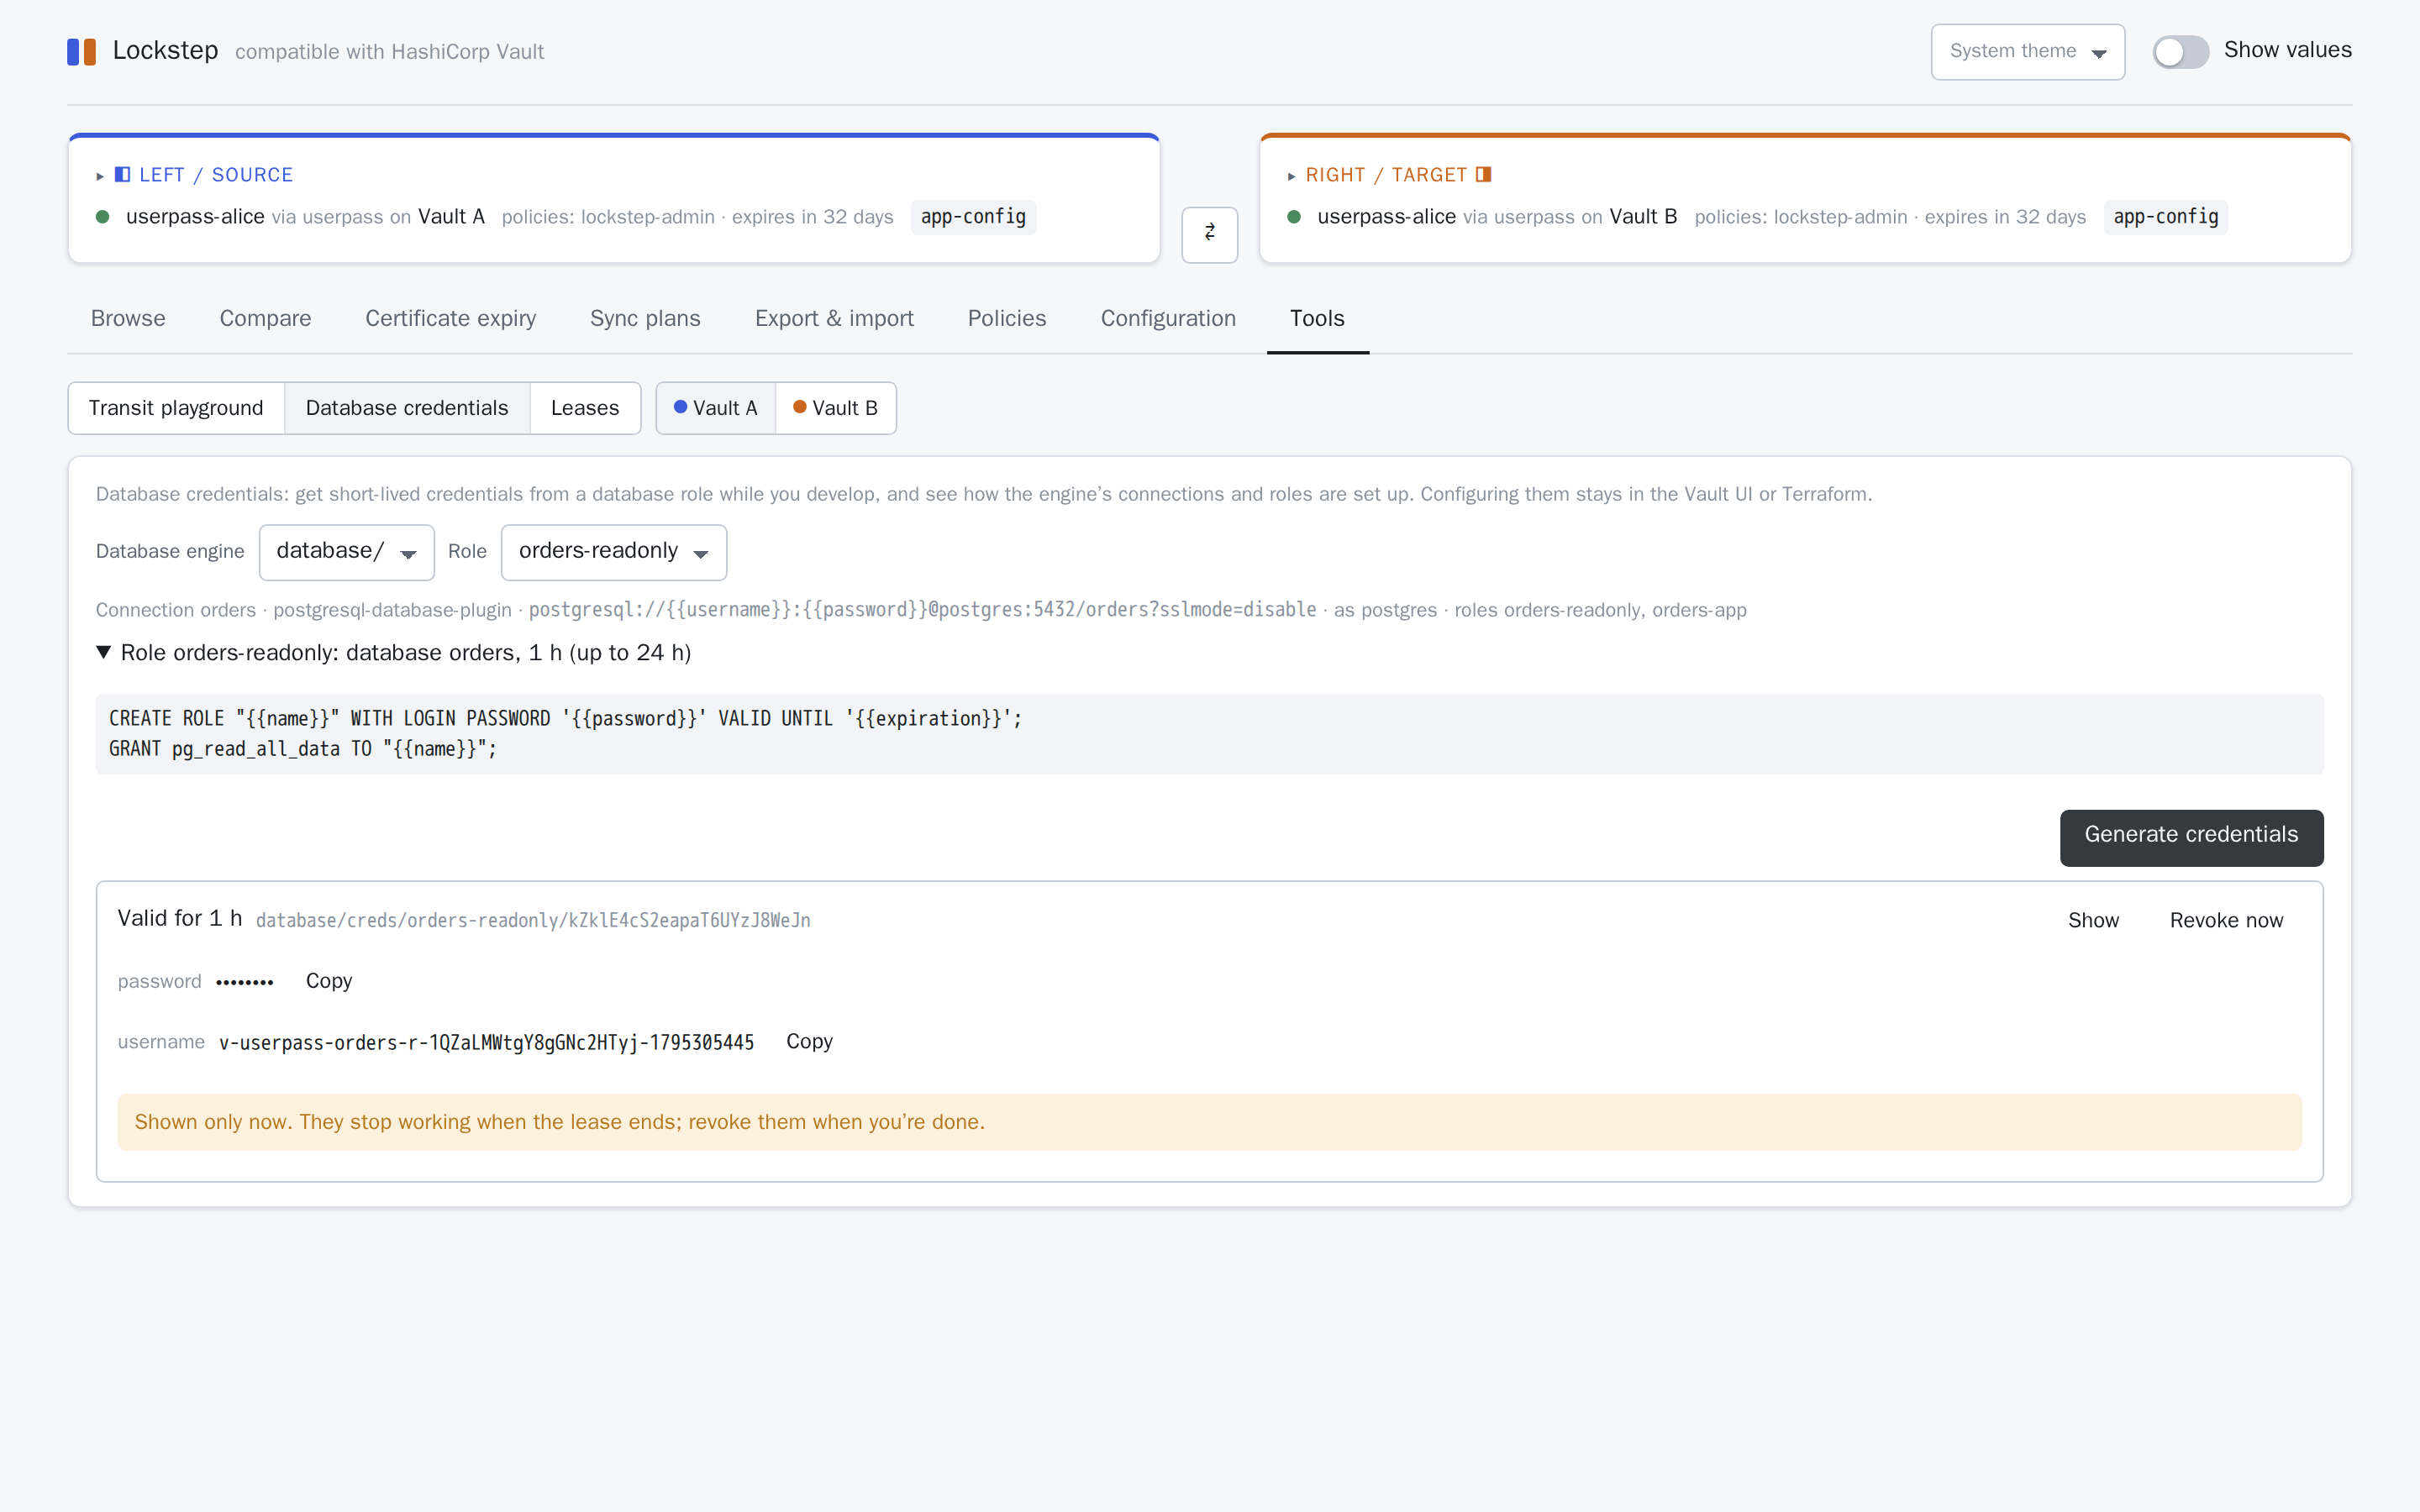 Lockstep compatible with HashiCorp Vault
System theme
Show values
LEFT / SOURCE
userpass-alice via userpass on Vault A policies: lockstep-admin · expires in 32 days app-config
RIGHT / TARGET
userpass-alice via userpass on Vault B policies: lockstep-admin · expires in 32 days app-config
Browse Compare Certificate expiry Sync plans Export & import Policies Configuration Tools
Transit playground Database credentials Leases Vault A Vault B
Database credentials: get short-lived credentials from a database role while you develop, and see how the engine’s connections and roles are set up. Configuring them stays in the Vault UI or Terraform.
Database engine database/ Role orders-readonly
Connection orders · postgresql-database-plugin · postgresql://{{username}}:{{password}}@postgres:5432/orders?sslmode=disable · as postgres · roles orders-readonly, orders-app
Role orders-readonly: database orders, 1 h (up to 24 h)
CREATE ROLE "{{name}}" WITH LOGIN PASSWORD '{{password}}' VALID UNTIL '{{expiration}}';
GRANT pg_read_all_data TO "{{name}}";
Generate credentials
Valid for 1 h database/creds/orders-readonly/kZklE4cS2eapaT6UYzJ8WeJn Show Revoke now
password •••••••• Copy
username v-userpass-orders-r-1QZaLMWtgY8gGNc2HTyj-1795305445 Copy
Shown only now. They stop working when the lease ends; revoke them when you’re done.